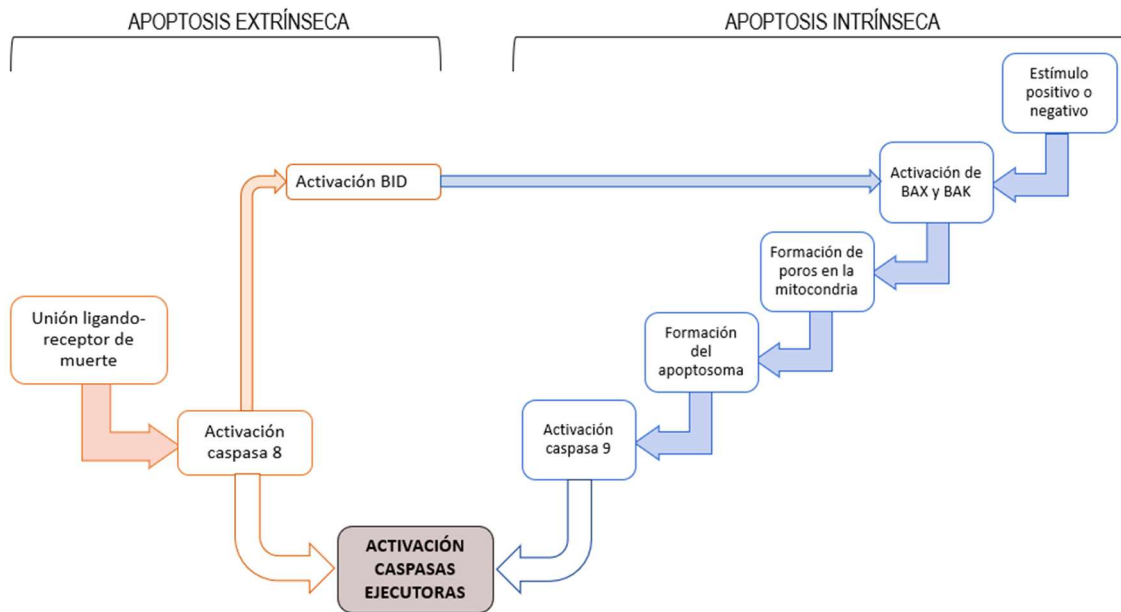 APOPTOSIS EXTRÍNSECA
APOPTOSIS INTRÍNSECA
Estímulo
positivo o
negativo
Activación BID
Activación de
BAX y BAK
Formación de
poros en la
mitocondria
Unión ligando-
receptor de
muerte
Formación
del
apoptosoma
Activación
caspasa 8
Activación
caspasa 9
ACTIVACIÓN
CASPASAS
EJECUTORAS